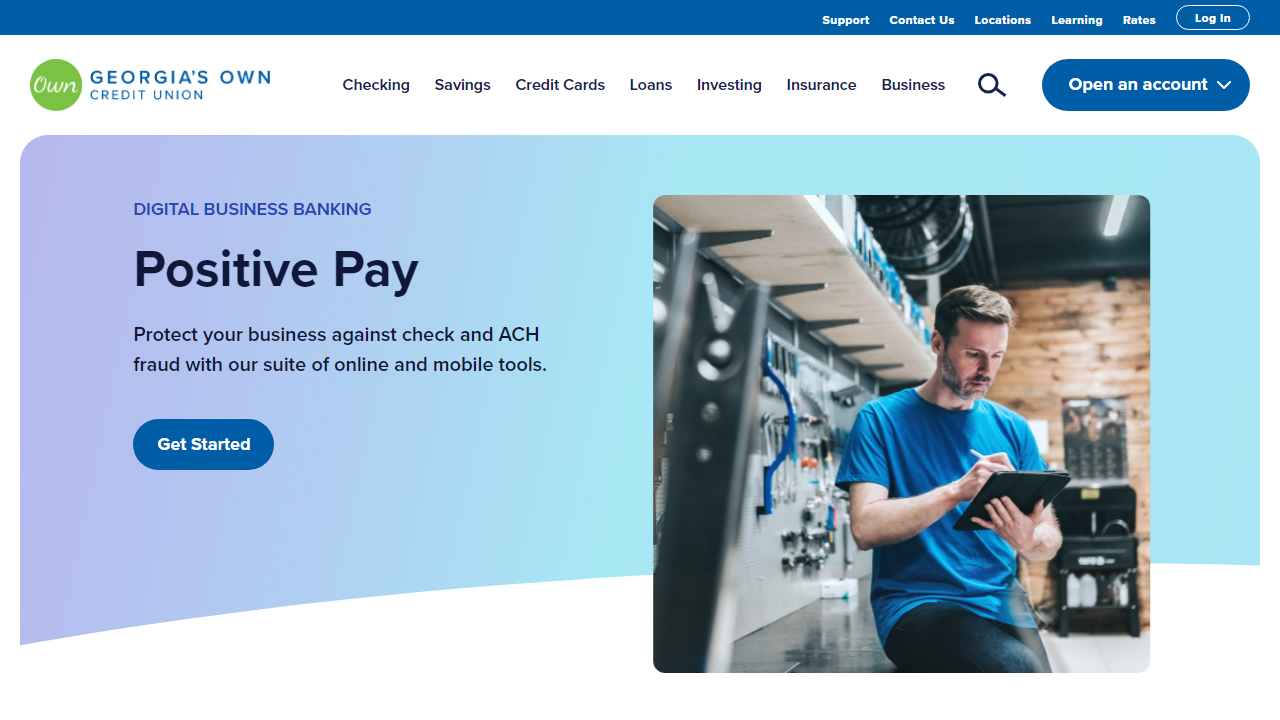 Support Contact Us Locations Learning Rates Log In
Own GEORGIA'S OWN
CREDIT UNION
Checking Savings Credit Cards Loans Investing Insurance Business Open an account
DIGITAL BUSINESS BANKING
Positive Pay
Protect your business against check and ACH
fraud with our suite of online and mobile tools.
Get Started